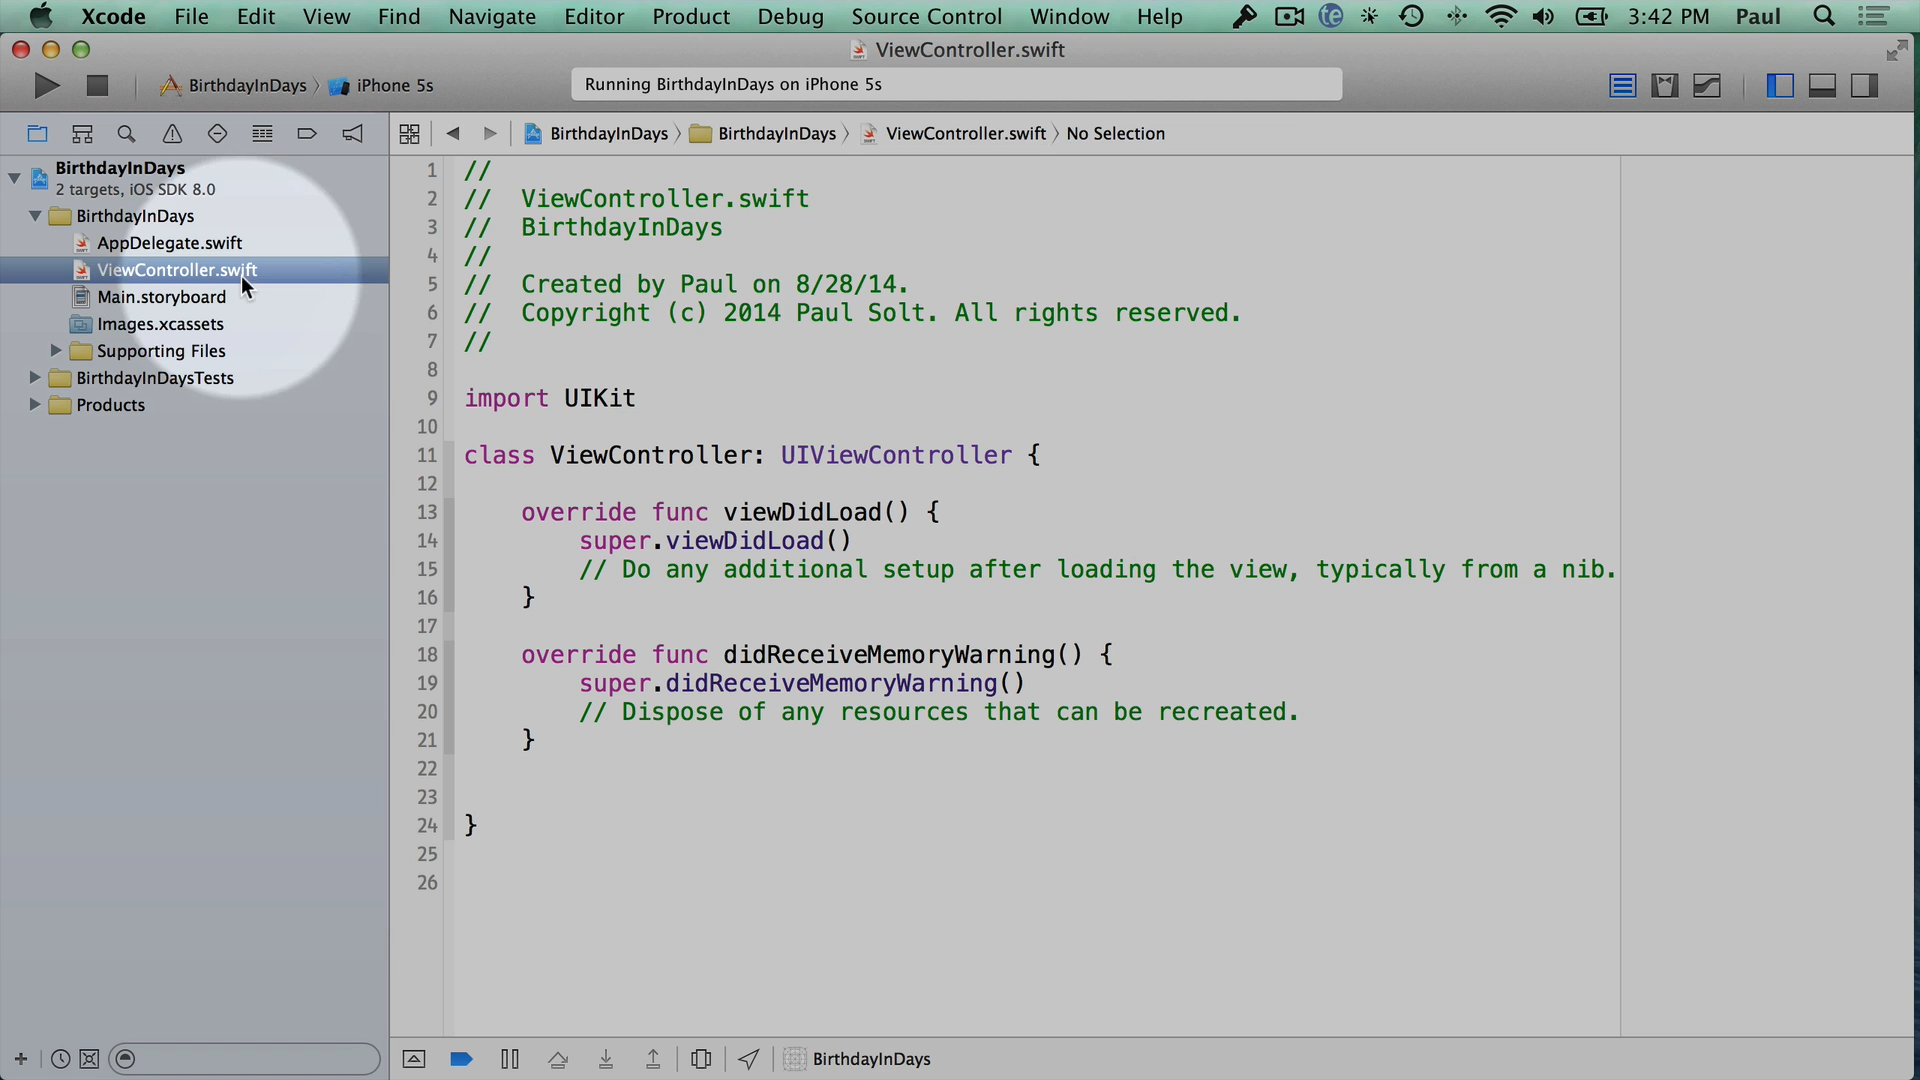 Xcode File Edit View Find Navigate Editor Product Debug Source Control Window Help te 3:42 PM Paul
ViewController.swift
BirthdayInDays iPhone 5s Running BirthdayInDays on iPhone 5s
BirthdayInDays BirthdayInDays ViewController.swift No Selection
BirthdayInDays
2 targets, iOS SDK 8.0
BirthdayInDays
AppDelegate.swift
ViewController.swift
Main.storyboard
Images.xcassets
Supporting Files
BirthdayInDaysTests
Products
1 //
2 // ViewController.swift
3 // BirthdayInDays
4 //
5 // Created by Paul on 8/28/14.
6 // Copyright (c) 2014 Paul Solt. All rights reserved.
7 //
8
9 import UIKit
10
11 class ViewController: UIViewController {
12
13 override func viewDidLoad() {
14 super.viewDidLoad()
15 // Do any additional setup after loading the view, typically from a nib.
16 }
17
18 override func didReceiveMemoryWarning() {
19 super.didReceiveMemoryWarning()
20 // Dispose of any resources that can be recreated.
21 }
22
23
24 }
25
26
BirthdayInDays